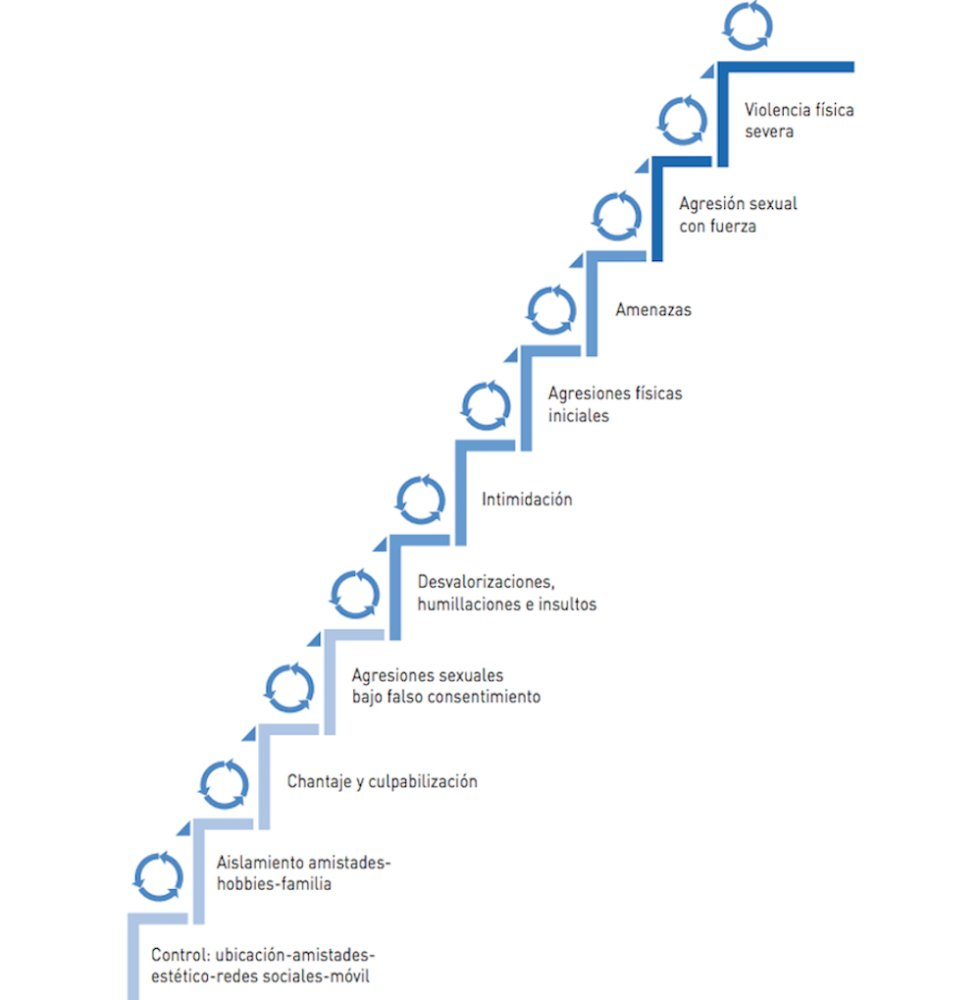 Violencia física
severa
Agresión sexual
con fuerza
Amenazas
Agresiones físicas
iniciales
Intimidación
Desvalorizaciones,
humillaciones e insultos
Agresiones sexuales
bajo falso consentimiento
Chantaje y culpabilización
Aislamiento amistades-
hobbies-familia
Control: ubicación-amistades-
estético-redes sociales-móvil